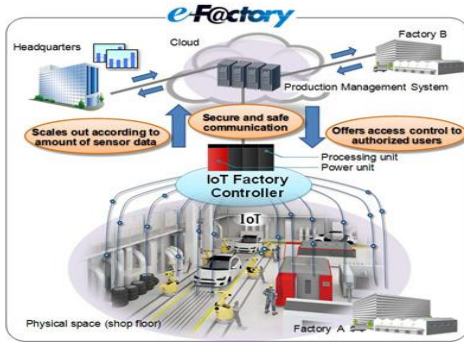 e-F@ctory
Headquarters
Cloud
Factory B
Production Management System
Scales out according to
amount of sensor data
Secure and safe
communication
Offers access control to
authorized users
Processing unit
Power unit
IoT Factory
Controller
IoT
Physical space (shop floor)
Factory A